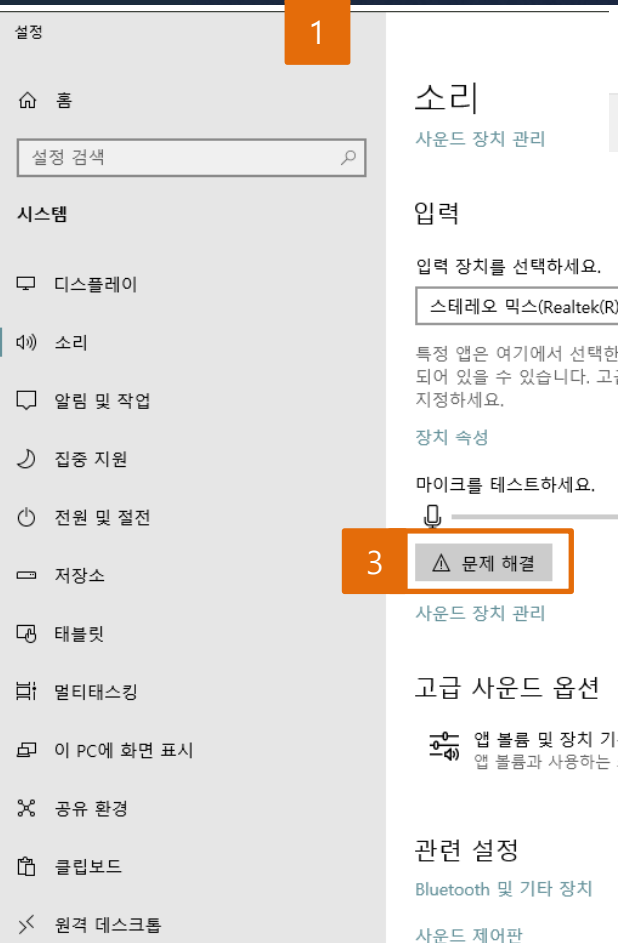 1
설정
홈
설정 검색
시스템
디스플레이
소리
알림 및 작업
집중 지원
전원 및 절전
저장소
태블릿
멀티태스킹
이 PC에 화면 표시
공유 환경
클립보드
원격 데스크톱
소리
사운드 장치 관리
입력
입력 장치를 선택하세요.
스테레오 믹스(Realtek(R)
특정 앱은 여기에서 선택한
되어 있을 수 있습니다. 고급
지정하세요.
장치 속성
마이크를 테스트하세요.
3
문제 해결
사운드 장치 관리
고급 사운드 옵션
앱 볼륨 및 장치
앱 볼륨과 사용하는
관련 설정
Bluetooth 및 기타 장치
사운드 제어판